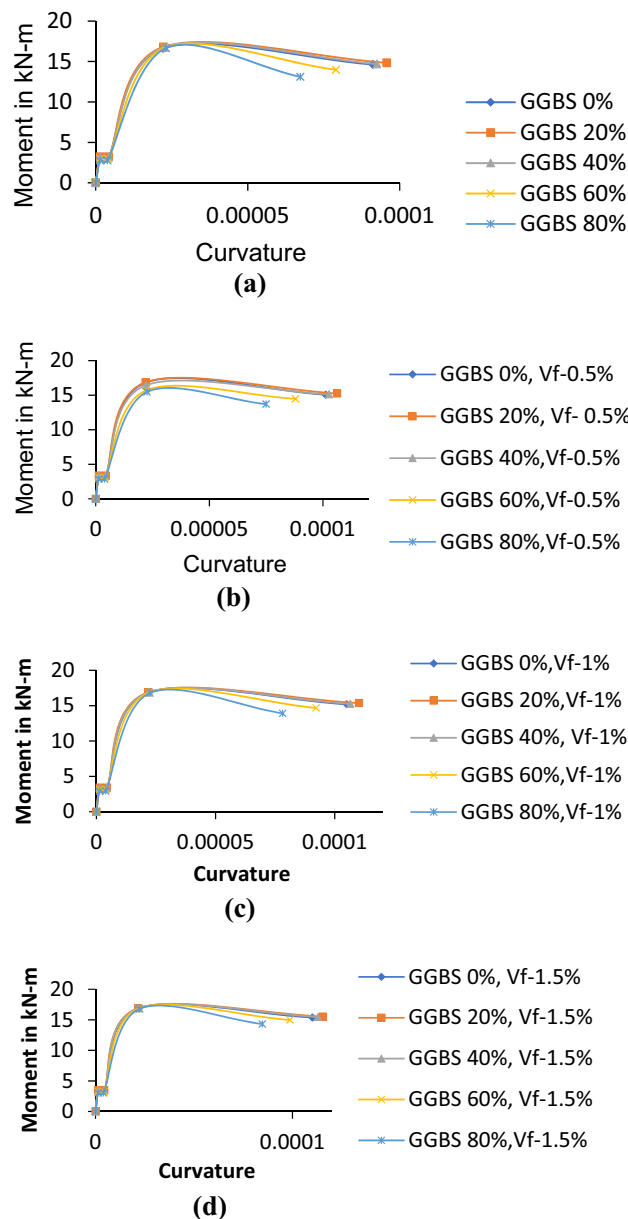 Moment in kN-m
20
15
10
5
0
0
0.00005
0.0001
Curvature
GGBS 0%
GGBS 20%
GGBS 40%
GGBS 60%
GGBS 80%
(a)
Moment in kN-m
20
15
10
5
0
0
0.00005
0.0001
Curvature
GGBS 0%, Vf-0.5%
GGBS 20%, Vf- 0.5%
GGBS 40%,Vf-0.5%
GGBS 60%,Vf-0.5%
GGBS 80%,Vf-0.5%
(b)
Moment in kN-m
20
15
10
5
0
0
0.00005
0.0001
Curvature
GGBS 0%,Vf-1%
GGBS 20%,Vf-1%
GGBS 40%, Vf-1%
GGBS 60%,Vf-1%
GGBS 80%,Vf-1%
(c)
Moment in kN-m
20
15
10
5
0
0
0.0001
Curvature
GGBS 0%, Vf-1.5%
GGBS 20%, Vf-1.5%
GGBS 40%, Vf-1.5%
GGBS 60%, Vf-1.5%
GGBS 80%,Vf-1.5%
(d)